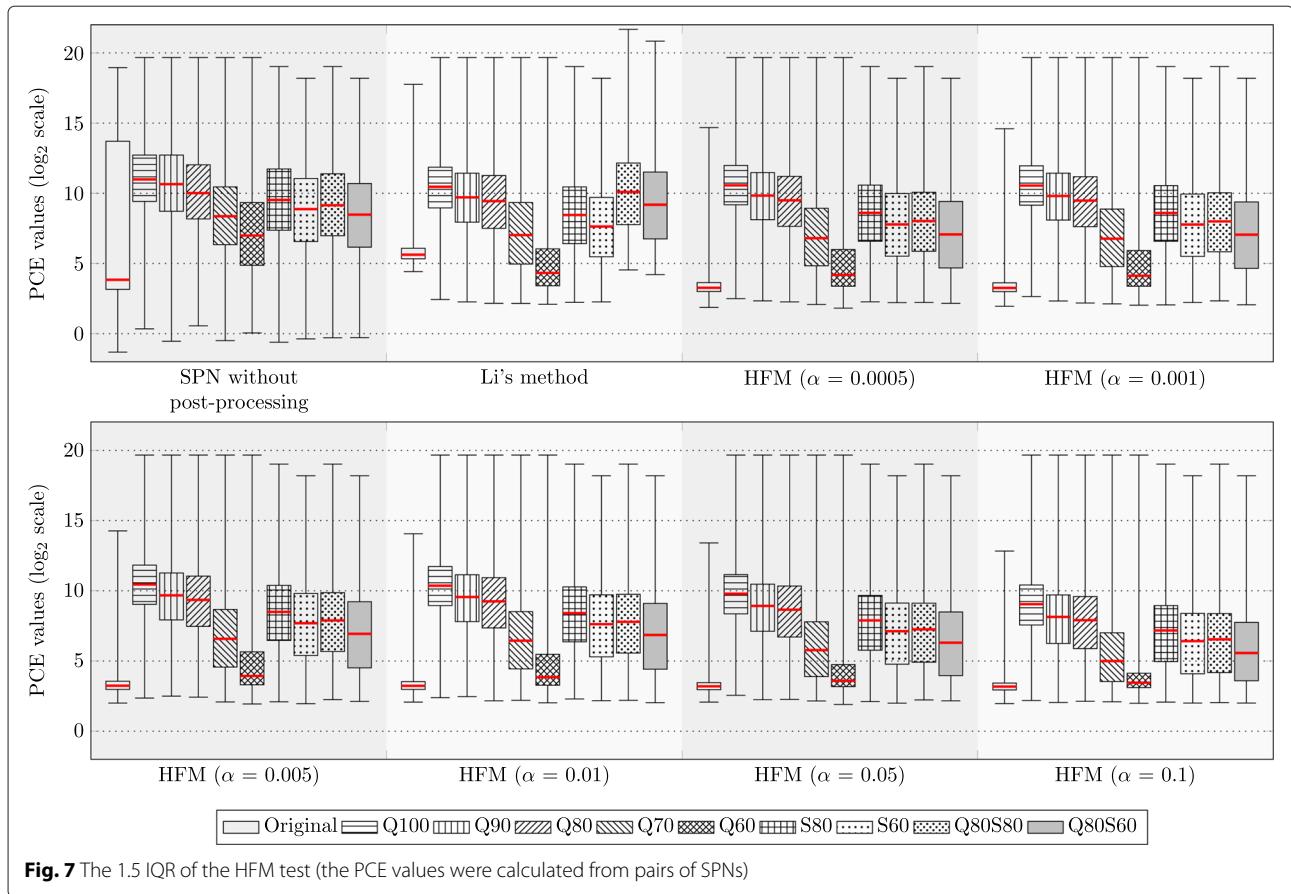 PCE values (log₂ scale)
20
15
10
5
0
SPN without
post-processing
Li's method
HFM (α = 0.0005)
HFM (α = 0.001)
PCE values (log₂ scale)
20
15
10
5
0
HFM (α = 0.005)
HFM (α = 0.01)
HFM (α = 0.05)
HFM (α = 0.1)
Original Q100 Q90 Q80 Q70 Q60 S80 S60 Q80S80 Q80S60
Fig. 7 The 1.5 IQR of the HFM test (the PCE values were calculated from pairs of SPNs)